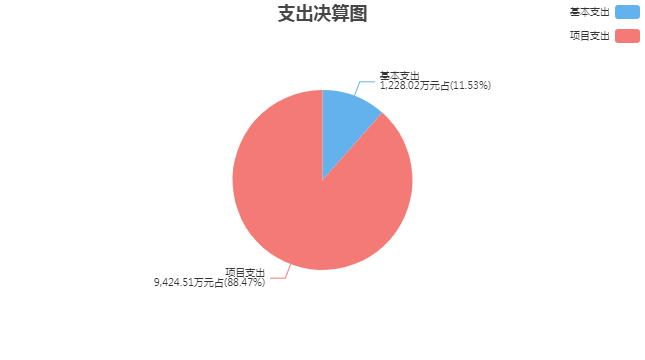 支出决算图
基本支出
项目支出
基本支出
1,228.02万元占(11.53%)
项目支出
9,424.51万元占(88.47%)